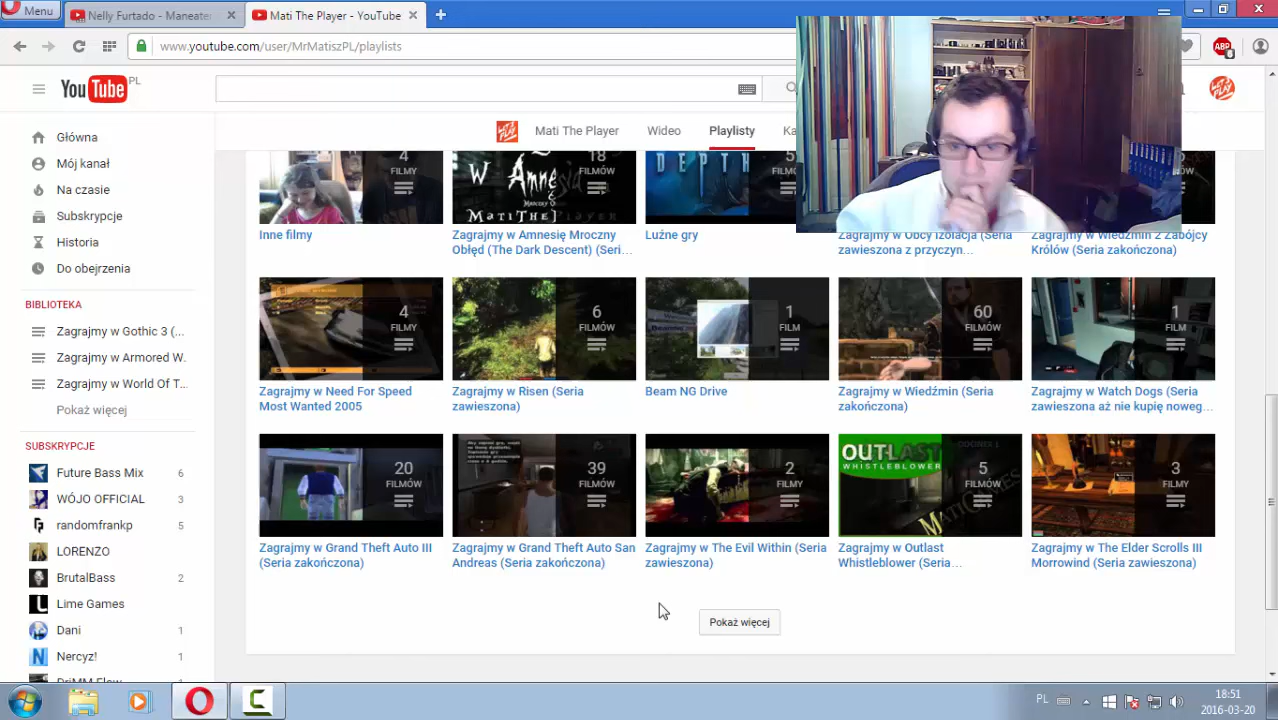 Menu
Nelly Furtado - Maneater
Mati The Player - YouTube
www.youtube.com/user/MrMatiszPL/playlists
ABP
YouTube PL
Mati The Player
Wideo
Playlisty
Ka
Główna
Mój kanał
Na czasie
Subskrypcje
Historia
Do obejrzenia
BIBLIOTEKA
Zagrajmy w Gothic 3 (...
Zagrajmy w Armored W.
Zagrajmy w World Of T...
Pokaż więcej
SUBSKRYPCJE
Future Bass Mix 6
WÓJO OFFICIAL 3
randomfrankp 5
LORENZO
BrutalBass 2
Lime Games
Dani 1
Nercyz! 1
4
FILMY
Inne filmy
w Amnes
MatiThe Player
18
FILMÓW
Zagrajmy w Amnesię Mroczny
Obłęd (The Dark Descent) (Seri...
DEPTH
Luźne gry
Zagrajmy w Obcy Izolacja (Seria
zawieszona z przyczyn...
Zagrajmy w Wiedźmin 2 Zabójcy
Królów (Seria zakończona)
4
FILMY
Zagrajmy w Need For Speed
Most Wanted 2005
6
FILMÓW
Zagrajmy w Risen (Seria
zawieszona)
1
FILM
Beam NG Drive
60
FILMÓW
Zagrajmy w Wiedźmin (Seria
zakończona)
1
FILM
Zagrajmy w Watch Dogs (Seria
zawieszona aż nie kupię noweg...
20
FILMÓW
Zagrajmy w Grand Theft Auto III
(Seria zakończona)
39
FILMÓW
Zagrajmy w Grand Theft Auto San
Andreas (Seria zakończona)
2
FILMY
Zagrajmy w The Evil Within (Seria
zawieszona)
OUTLAST
WHISTLEBLOWER
MatiGames
5
FILMÓW
Zagrajmy w Outlast
Whistleblower (Seria...
3
FILMY
Zagrajmy w The Elder Scrolls III
Morrowind (Seria zawieszona)
Pokaż więcej
PL
18:51
2016-03-20